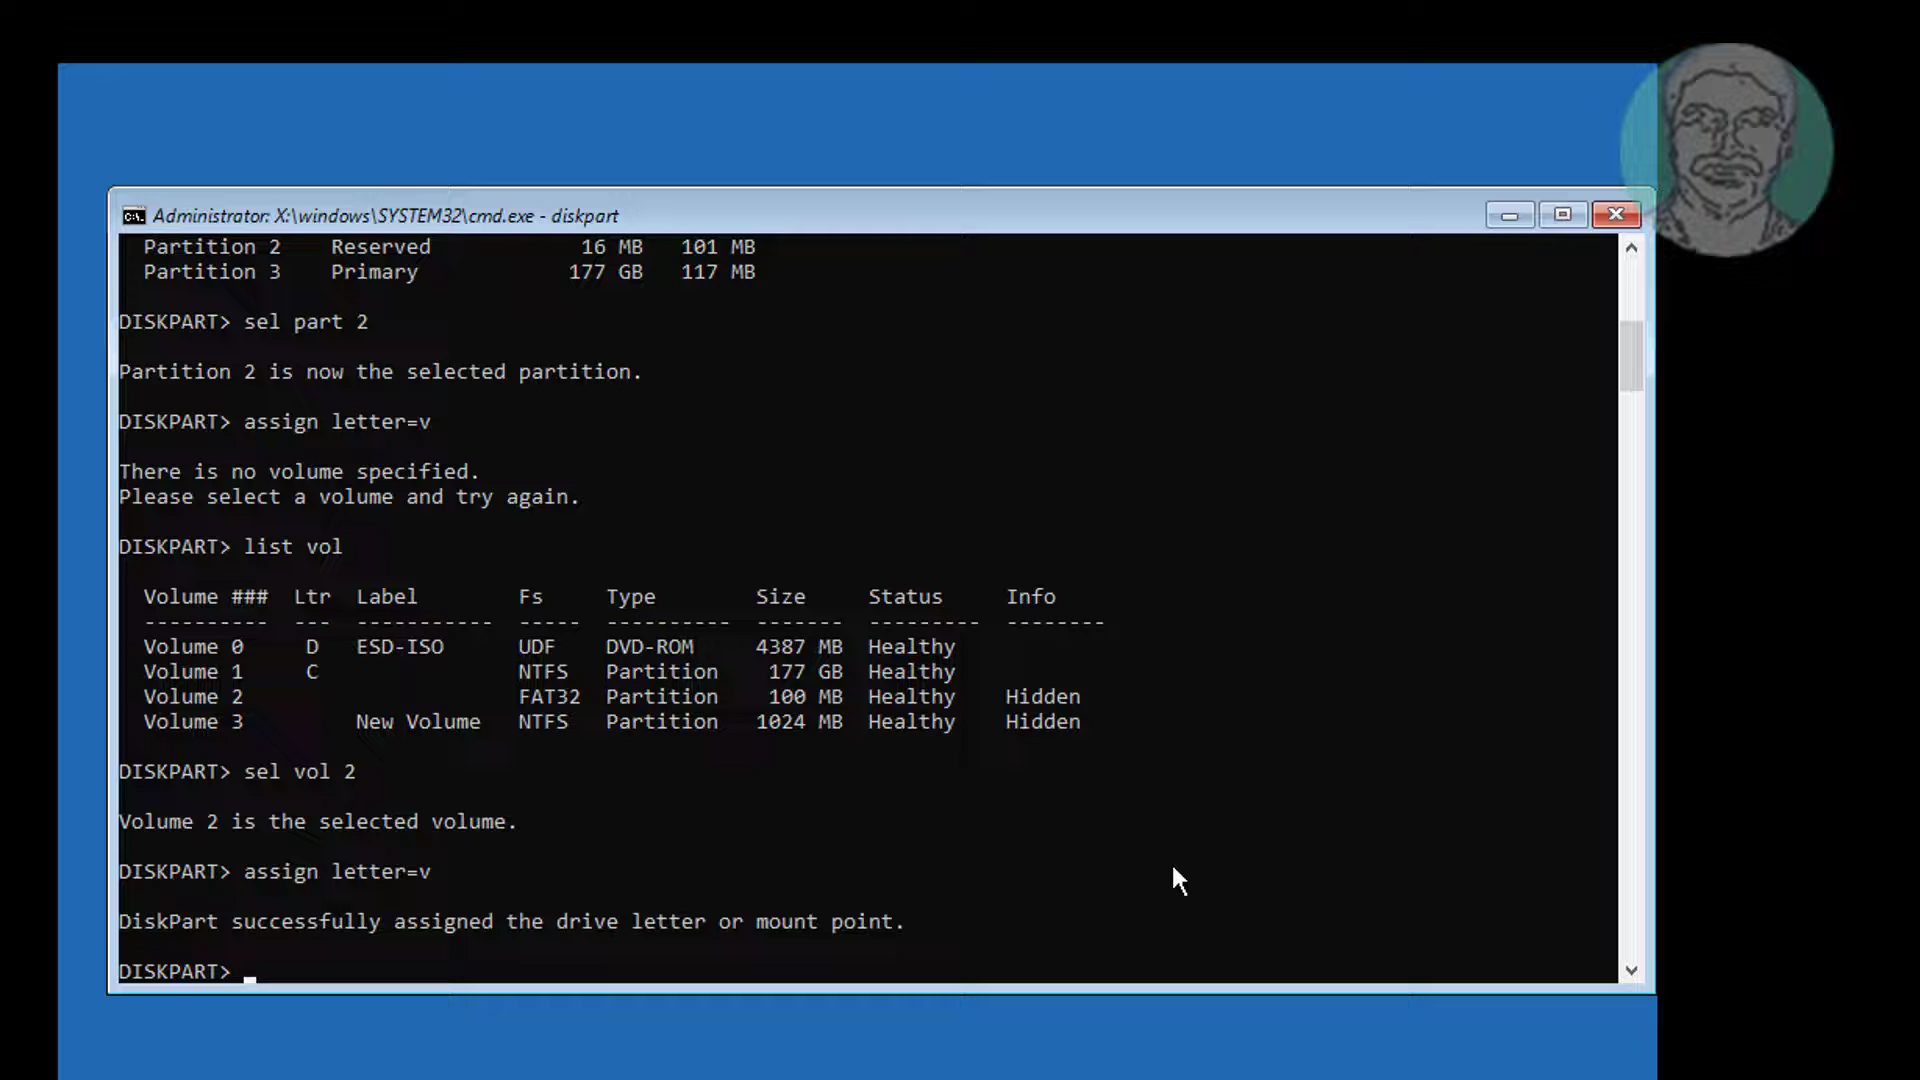 Administrator: X:\windows\SYSTEM32\cmd.exe - diskpart
Partition 2    Reserved            16 MB   101 MB
Partition 3    Primary            177 GB   117 MB
DISKPART> sel part 2
Partition 2 is now the selected partition.
DISKPART> assign letter=v
There is no volume specified.
Please select a volume and try again.
DISKPART> list vol
Volume ###  Ltr  Label        Fs     Type        Size     Status     Info
----------  ---  -----------  -----  ----------  -------  ---------  --------
Volume 0     D   ESD-ISO      UDF    DVD-ROM     4387 MB  Healthy
Volume 1     C                NTFS   Partition    177 GB  Healthy
Volume 2                      FAT32  Partition    100 MB  Healthy    Hidden
Volume 3         New Volume   NTFS   Partition   1024 MB  Healthy    Hidden
DISKPART> sel vol 2
Volume 2 is the selected volume.
DISKPART> assign letter=v
DiskPart successfully assigned the drive letter or mount point.
DISKPART>